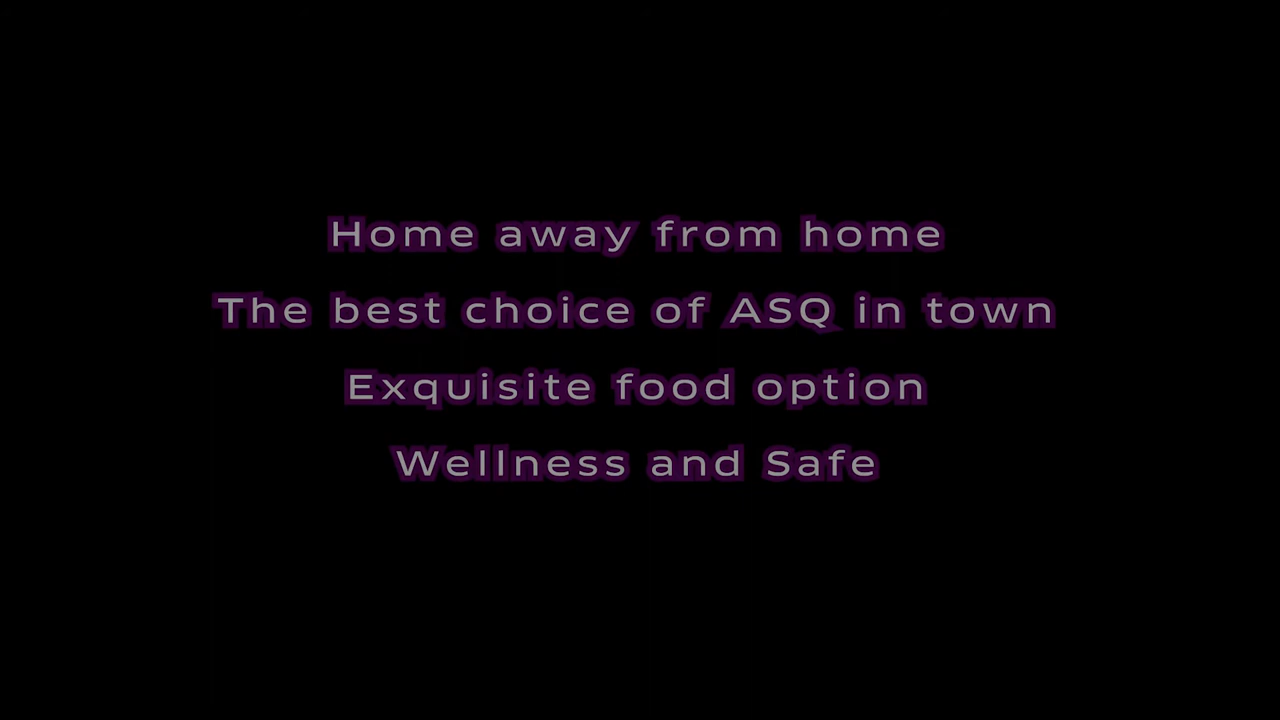 Home away from home
The best choice of ASQ in town
Exquisite food option
Wellness and Safe